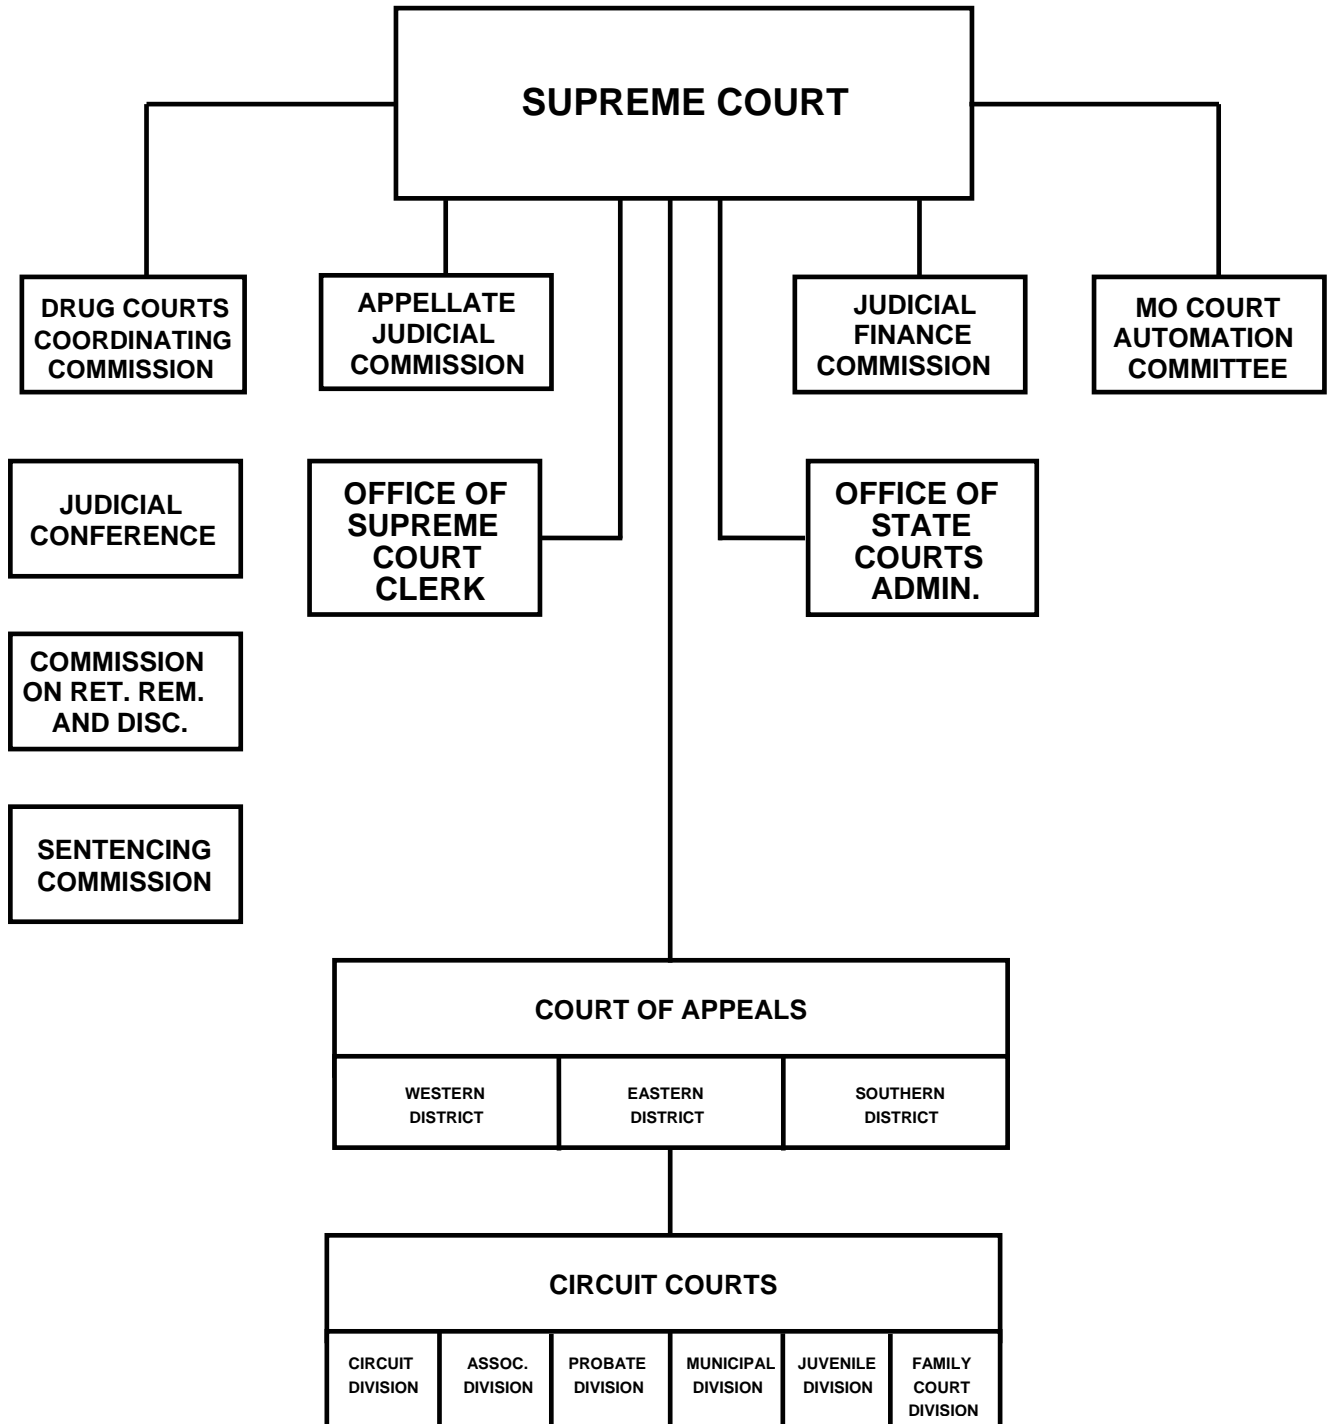 SUPREME COURT
DRUG COURTS
COORDINATING
COMMISSION
APPELLATE
JUDICIAL
COMMISSION
JUDICIAL
FINANCE
COMMISSION
MO COURT
AUTOMATION
COMMITTEE
JUDICIAL
CONFERENCE
OFFICE OF
SUPREME
COURT
CLERK
OFFICE OF
STATE
COURTS
ADMIN.
COMMISSION
ON RET. REM.
AND DISC.
SENTENCING
COMMISSION
COURT OF APPEALS
WESTERN
DISTRICT
EASTERN
DISTRICT
SOUTHERN
DISTRICT
CIRCUIT COURTS
CIRCUIT
DIVISION
ASSOC.
DIVISION
PROBATE
DIVISION
MUNICIPAL
DIVISION
JUVENILE
DIVISION
FAMILY
COURT
DIVISION